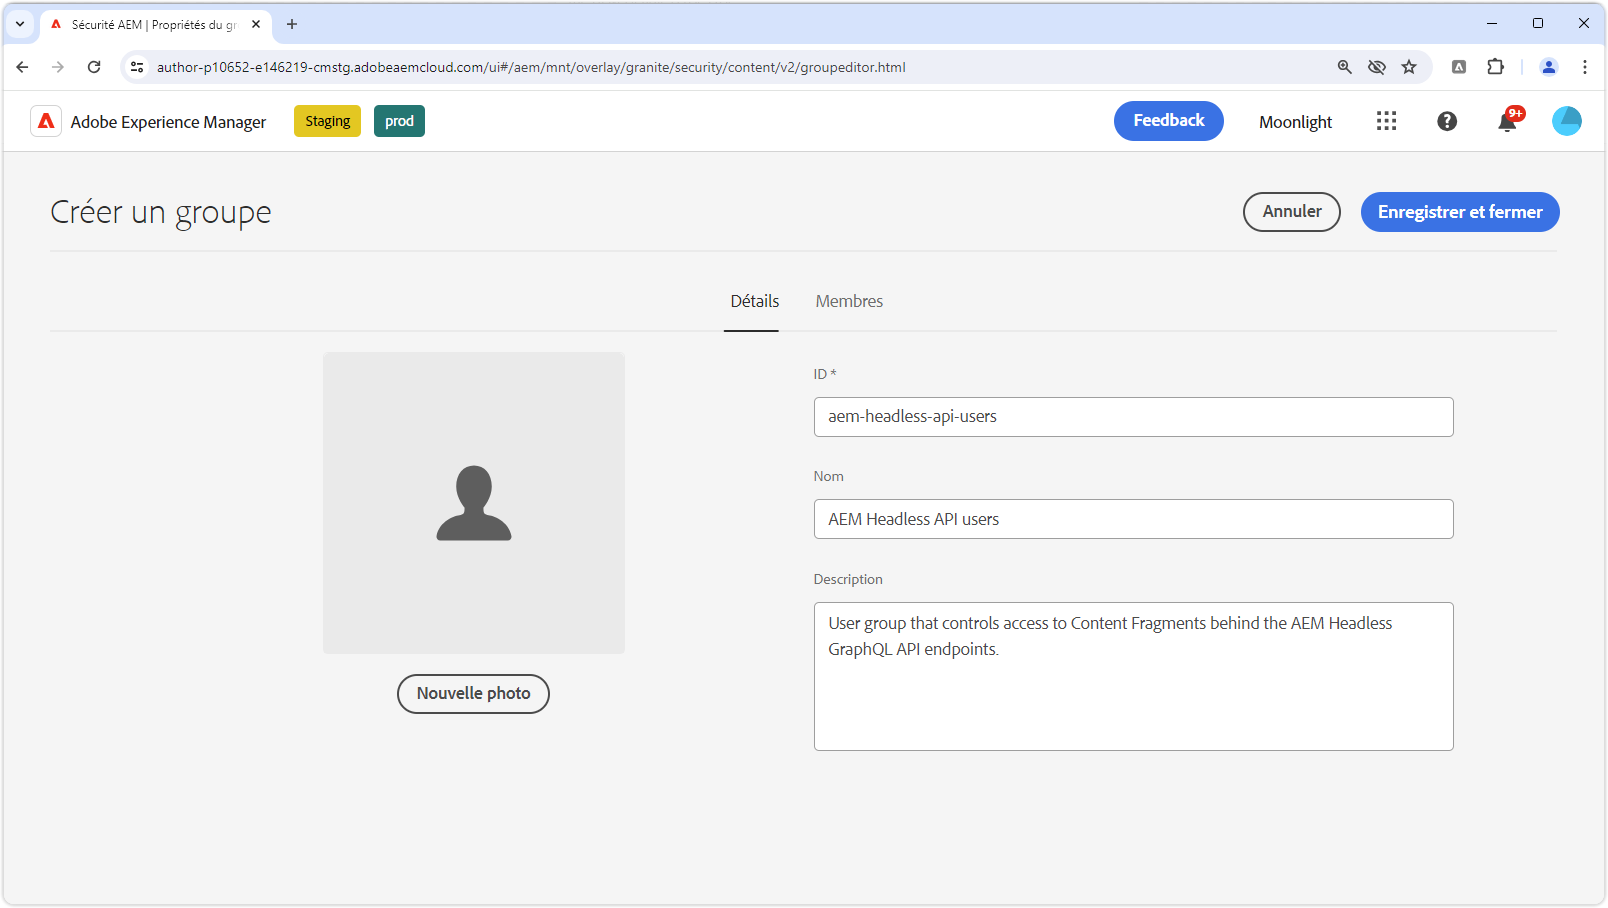 Sécurité AEM | Propriétés du gr
author-p10652-e146219-cmstg.adobeaemcloud.com/ui#/aem/mnt/overlay/granite/security/content/v2/groupeditor.html
Adobe Experience Manager
Staging
prod
Feedback
Moonlight
9+
Créer un groupe
Annuler
Enregistrer et fermer
Détails
Membres
ID *
aem-headless-api-users
Nom
AEM Headless API users
Description
User group that controls access to Content Fragments behind the AEM Headless
GraphQL API endpoints.
Nouvelle photo